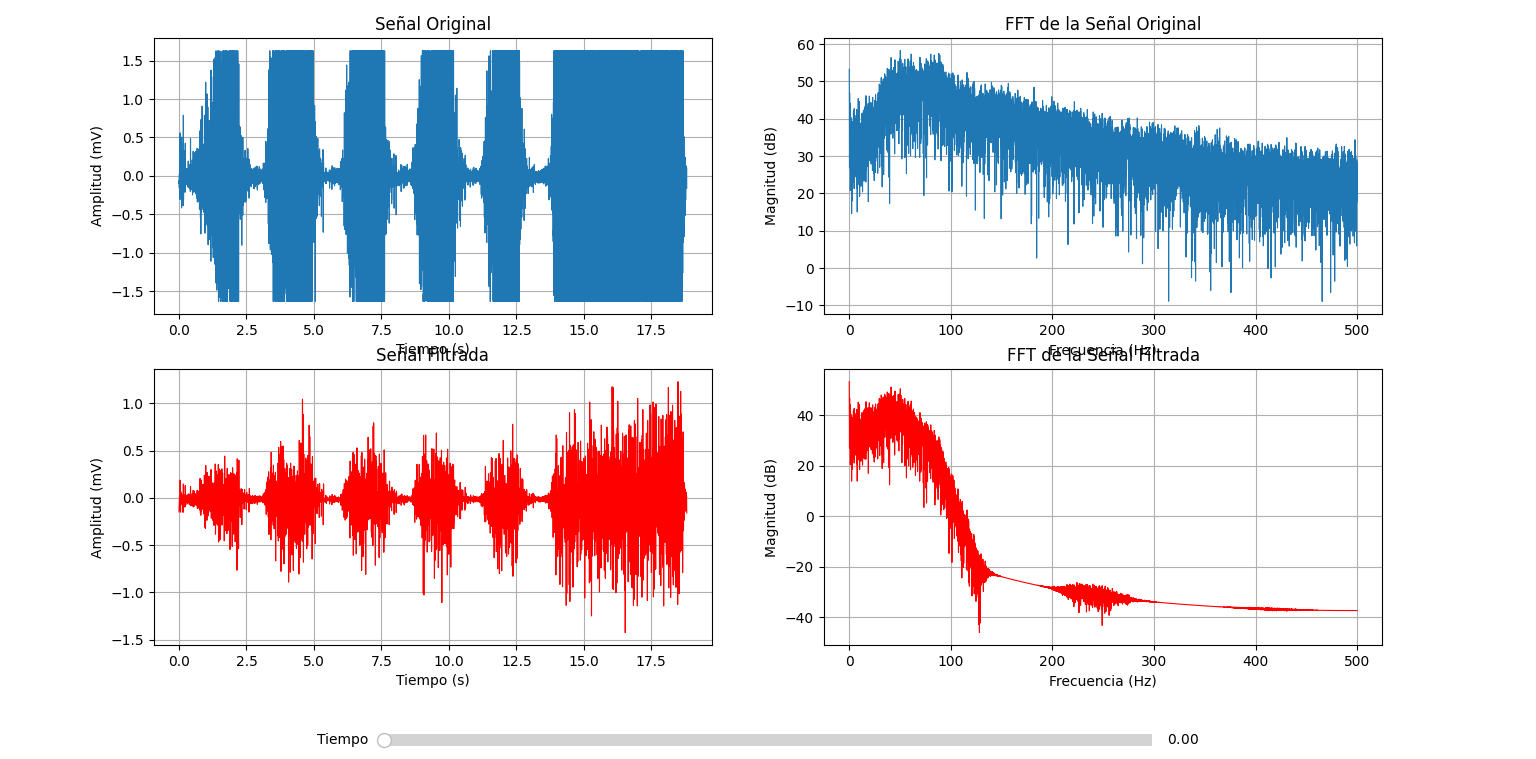 Señal Original
FFT de la Señal Original
Amplitud (mV)
1.5
1.0
0.5
0.0
−0.5
−1.0
−1.5
0.0 2.5 5.0 7.5 10.0 12.5 15.0 17.5
Tiempo (s)
Magnitud (dB)
60
50
40
30
20
10
0
−10
0 100 200 300 400 500
Frecuencia (Hz)
Señal Filtrada
FFT de la Señal Filtrada
Amplitud (mV)
1.0
0.5
0.0
−0.5
−1.0
−1.5
0.0 2.5 5.0 7.5 10.0 12.5 15.0 17.5
Tiempo (s)
Magnitud (dB)
40
20
0
−20
−40
0 100 200 300 400 500
Frecuencia (Hz)
Tiempo 0.00